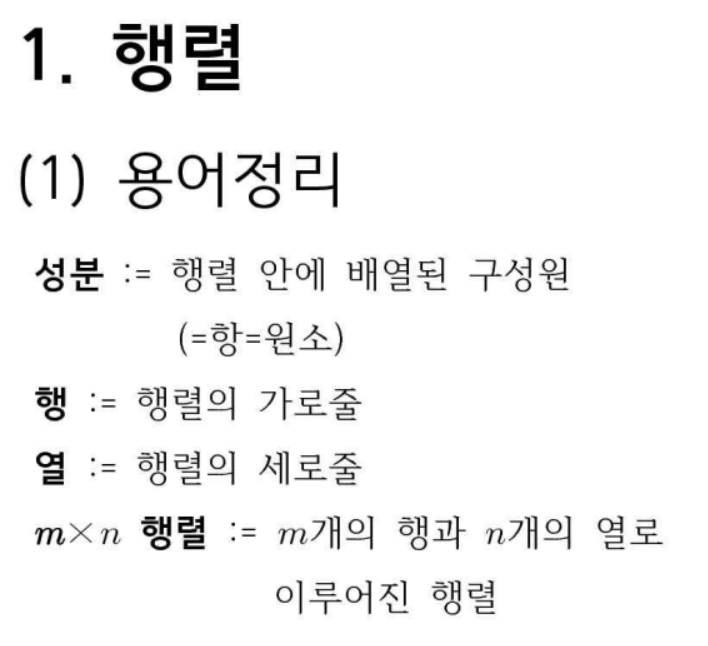 1. 행렬
(1) 용어정리
성분 := 행렬 안에 배열된 구성원
(=항=원소)
행 := 행렬의 가로줄
열 := 행렬의 세로줄
m×n 행렬 := m개의 행과 n개의 열로
이루어진 행렬